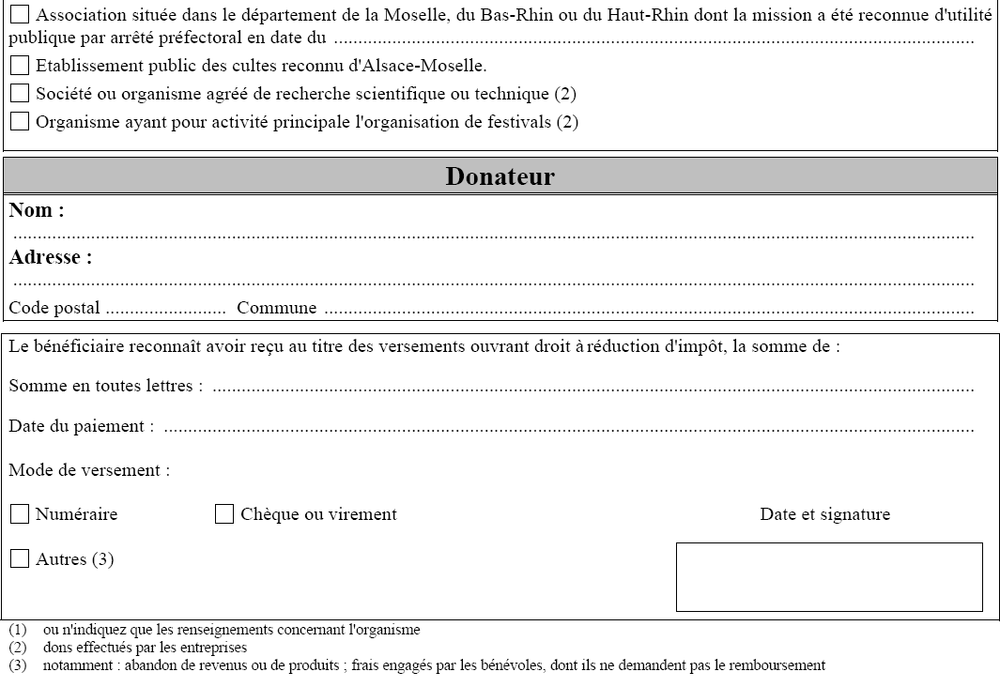 Association située dans le département de la Moselle, du Bas-Rhin ou du Haut-Rhin dont la mission a été reconnue d'utilité
publique par arrêté préfectoral en date du ....................................................................................................................................
Etablissement public des cultes reconnu d'Alsace-Moselle.
Société ou organisme agréé de recherche scientifique ou technique (2)
Organisme ayant pour activité principale l'organisation de festivals (2)
Donateur
Nom :
....................................................................................................................................
Adresse :
....................................................................................................................................
Code postal ......................... Commune ....................................................................................................................................
Le bénéficiaire reconnaît avoir reçu au titre des versements ouvrant droit à réduction d'impôt, la somme de :
Somme en toutes lettres : ....................................................................................................................................
Date du paiement : ....................................................................................................................................
Mode de versement :
Numéraire Chèque ou virement Date et signature
Autres (3)
(1) ou n'indiquez que les renseignements concernant l'organisme
(2) dons effectués par les entreprises
(3) notamment : abandon de revenus ou de produits ; frais engagés par les bénévoles, dont ils ne demandent pas le remboursement